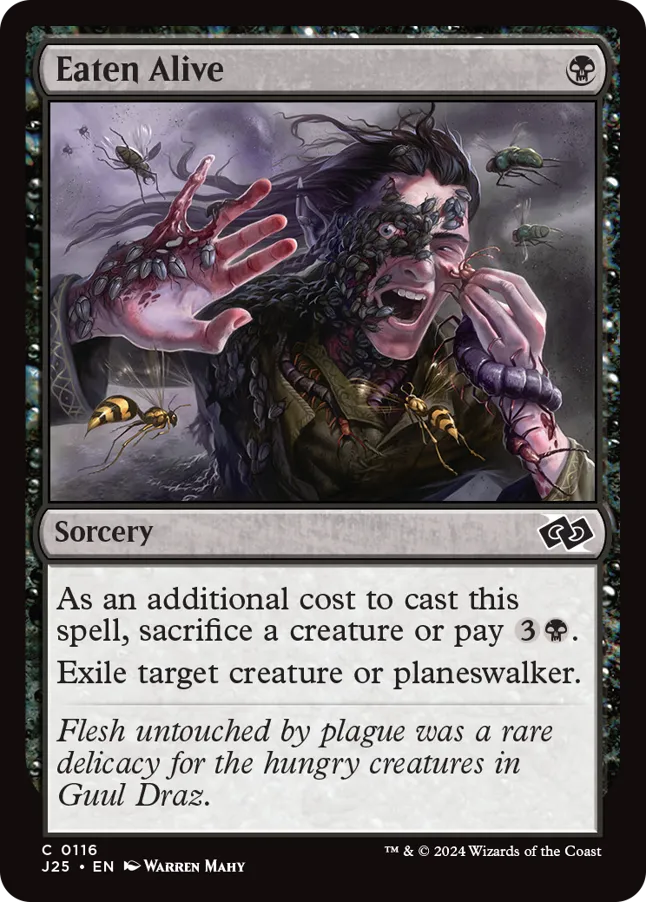 Eaten Alive
Sorcery
As an additional cost to cast this
spell, sacrifice a creature or pay 3.
Exile target creature or planeswalker.
Flesh untouched by plague was a rare
delicacy for the hungry creatures in
Guul Draz.
C 0116
™ & © 2024 Wizards of the Coast
J25 • EN Warren Mahy